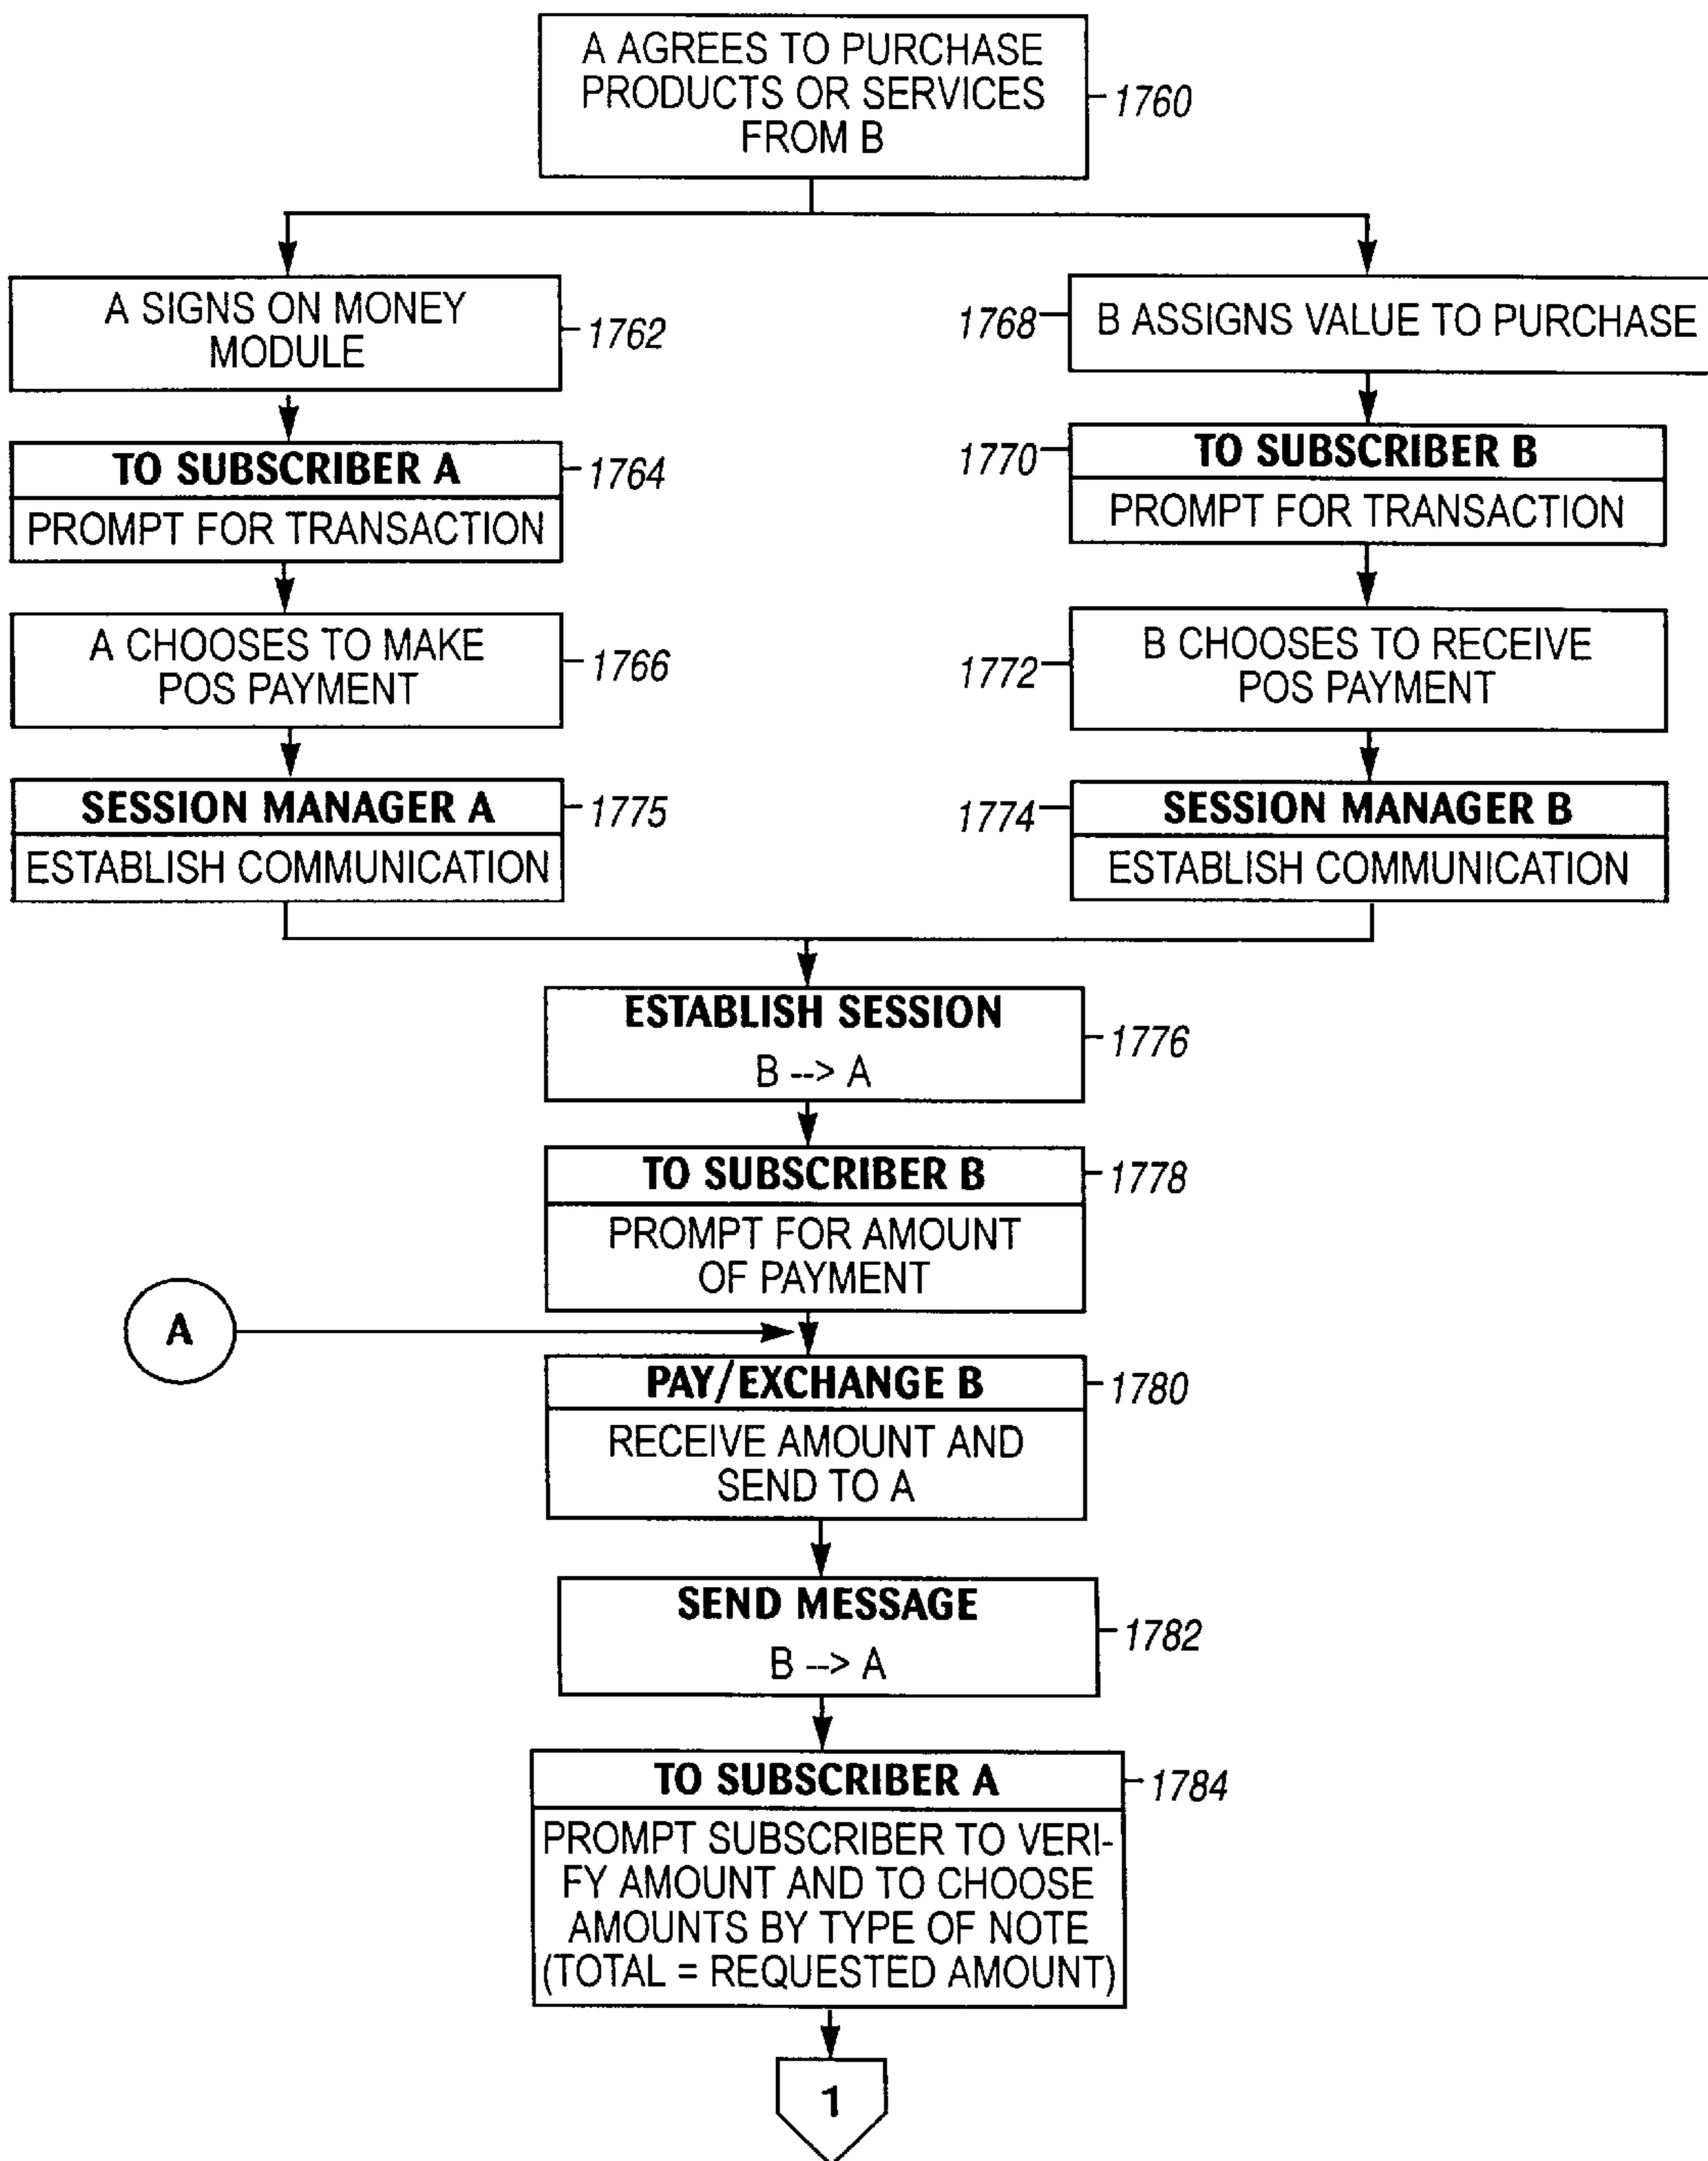 A AGREES TO PURCHASE
PRODUCTS OR SERVICES
FROM B
1760
A SIGNS ON MONEY
MODULE
1762
TO SUBSCRIBER A
1764
PROMPT FOR TRANSACTION
A CHOOSES TO MAKE
POS PAYMENT
1766
SESSION MANAGER A
1775
ESTABLISH COMMUNICATION
1768
B ASSIGNS VALUE TO PURCHASE
1770
TO SUBSCRIBER B
PROMPT FOR TRANSACTION
1772
B CHOOSES TO RECEIVE
POS PAYMENT
1774
SESSION MANAGER B
ESTABLISH COMMUNICATION
ESTABLISH SESSION
B --> A
1776
TO SUBSCRIBER B
1778
PROMPT FOR AMOUNT
OF PAYMENT
A
PAY/EXCHANGE B
1780
RECEIVE AMOUNT AND
SEND TO A
SEND MESSAGE
B --> A
1782
TO SUBSCRIBER A
1784
PROMPT SUBSCRIBER TO VERI-
FY AMOUNT AND TO CHOOSE
AMOUNTS BY TYPE OF NOTE
(TOTAL = REQUESTED AMOUNT)
1